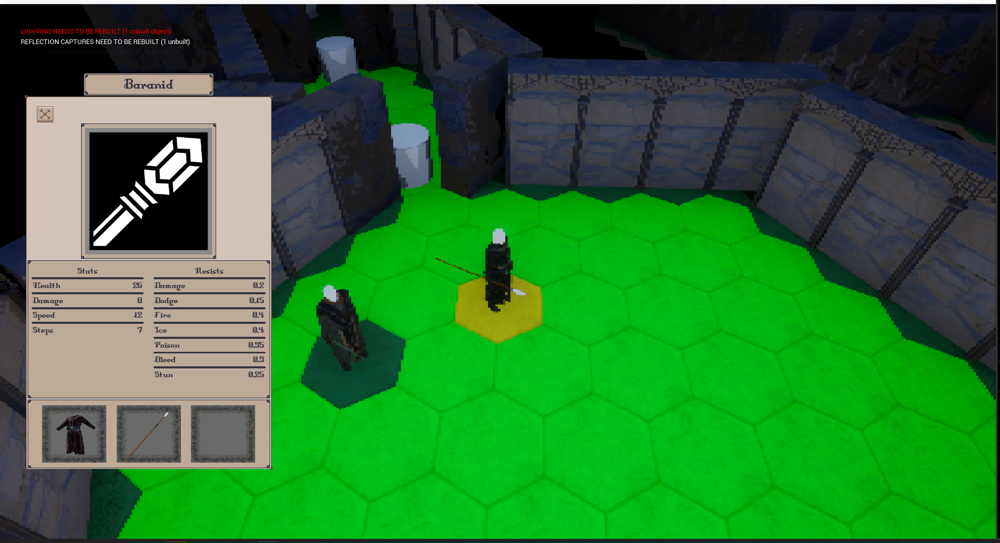 LIGHTING NEEDS TO BE REBUILT (1 unbuilt object)
REFLECTION CAPTURES NEED TO BE REBUILT (1 unbuilt)
'DisableAllScreenMessages' to suppress
Baranid
Stats
Health 26
Damage 8
Speed 12
Steps 7
Resists
Damage 0,2
Dodge 0,15
Fire 0,4
Ice 0,4
Poison 0,35
Bleed 0,3
Stun 0,25